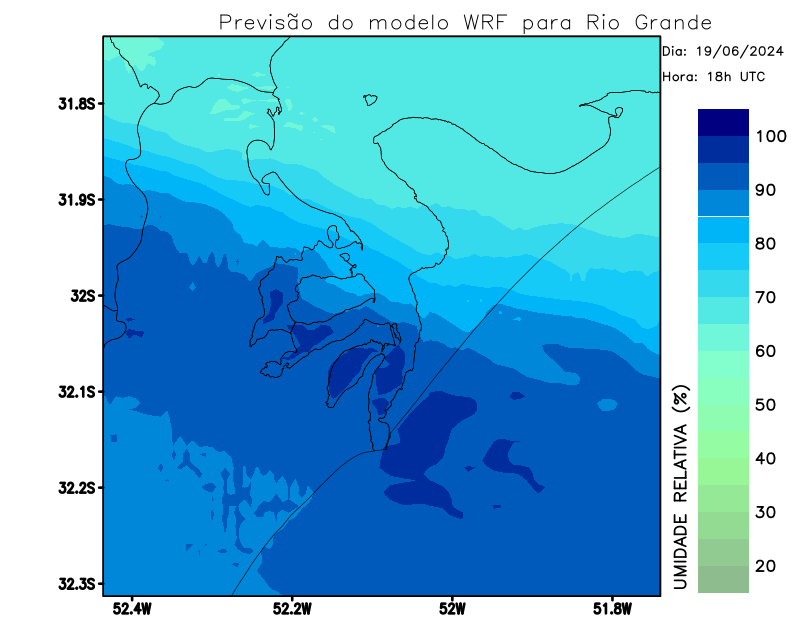 Previsão do modelo WRF para Rio Grande
Dia: 19/06/2024
Hora: 18h UTC
31.8S
31.9S
32S
32.1S
32.2S
32.3S
52.4W
52.2W
52W
51.8W
100
90
80
70
60
50
40
30
20
UMIDADE RELATIVA (%)